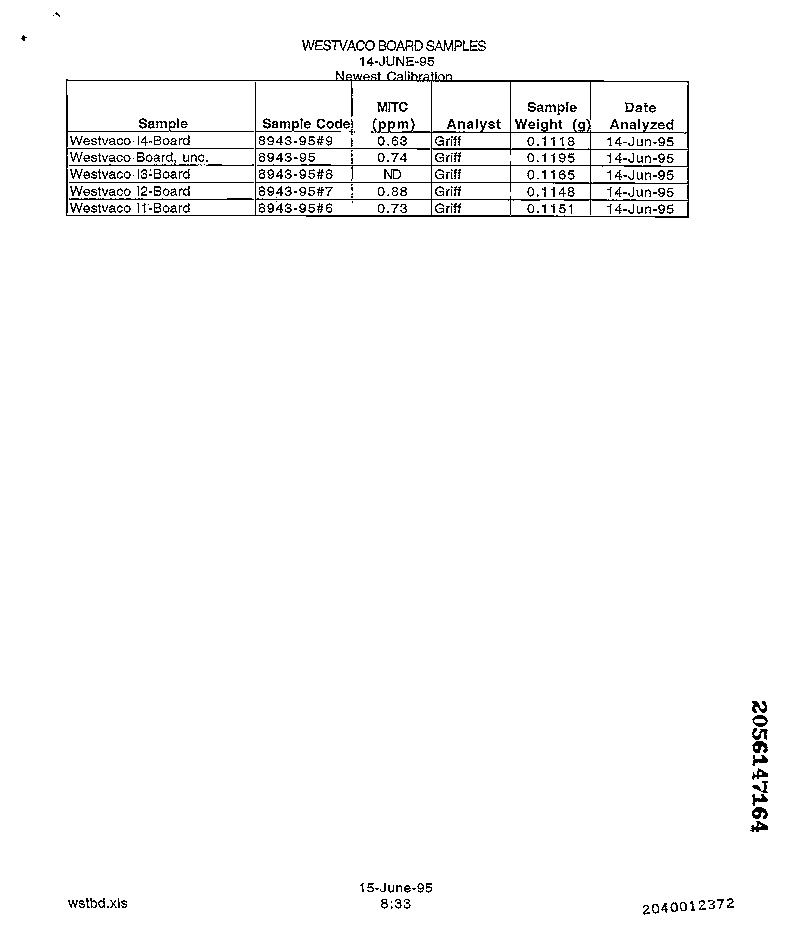 WESTVACO BOARD SAMPLES
14-JUNE-95
Newest Calibration
Sample Sample Code MITC (ppm) Analyst Sample Weight (g) Date Analyzed
Westvaco I4-Board 8943-95#9 0.63 Griff 0.1118 14-Jun-95
Westvaco Board, unc. 8943-95 0.74 Griff 0.1195 14-Jun-95
Westvaco I3-Board 8943-95#8 ND Griff 0.1165 14-Jun-95
Westvaco I2-Board 8943-95#7 0.88 Griff 0.1148 14-Jun-95
Westvaco I1-Board 8943-95#6 0.73 Griff 0.1151 14-Jun-95
2056147164
15-June-95
wstbd.xls 8:33 2040012372